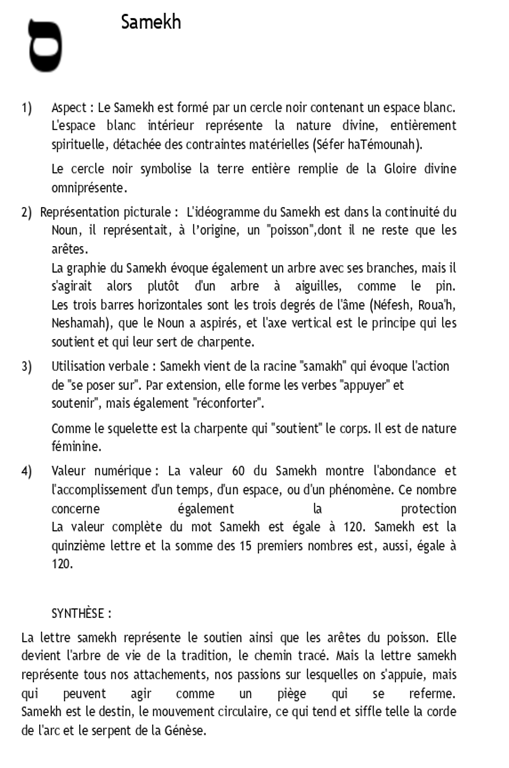 ס
Samekh
1) Aspect : Le Samekh est formé par un cercle noir contenant un espace blanc.
L'espace blanc intérieur représente la nature divine, entièrement
spirituelle, détachée des contraintes matérielles (Séfer haTémounah).
Le cercle noir symbolise la terre entière remplie de la Gloire divine
omniprésente.
2) Représentation picturale : L'idéogramme du Samekh est dans la continuité du
Noun, il représentait, à l'origine, un "poisson",dont il ne reste que les
arêtes.
La graphie du Samekh évoque également un arbre avec ses branches, mais il
s'agirait alors plutôt d'un arbre à aiguilles, comme le pin.
Les trois barres horizontales sont les trois degrés de l'âme (Néfesh, Roua'h,
Neshamah), que le Noun a aspirés, et l'axe vertical est le principe qui les
soutient et qui leur sert de charpente.
3) Utilisation verbale : Samekh vient de la racine "samakh" qui évoque l'action
de "se poser sur". Par extension, elle forme les verbes "appuyer" et
soutenir", mais également "réconforter".
Comme le squelette est la charpente qui "soutient" le corps. Il est de nature
féminine.
4) Valeur numérique : La valeur 60 du Samekh montre l'abondance et
l'accomplissement d'un temps, d'un espace, ou d'un phénomène. Ce nombre
concerne également la protection
La valeur complète du mot Samekh est égale à 120. Samekh est la
quinzième lettre et la somme des 15 premiers nombres est, aussi, égale à
120.
SYNTHÈSE :
La lettre samekh représente le soutien ainsi que les arêtes du poisson. Elle
devient l'arbre de vie de la tradition, le chemin tracé. Mais la lettre samekh
représente tous nos attachements, nos passions sur lesquelles on s'appuie, mais
qui peuvent agir comme un piège qui se referme.
Samekh est le destin, le mouvement circulaire, ce qui tend et siffle telle la corde
de l'arc et le serpent de la Génèse.